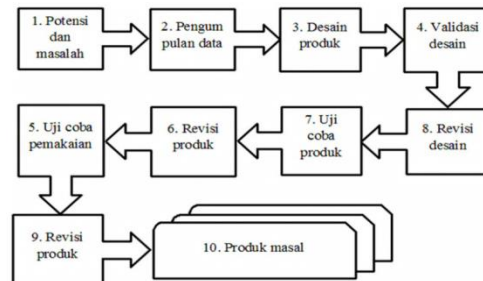 1. Potensi
dan
masalah
2. Pengum
pulan data
3. Desain
produk
4. Validasi
desain
5. Uji coba
pemakaian
6. Revisi
produk
7. Uji
coba
produk
8. Revisi
desain
9. Revisi
produk
10. Produk masal